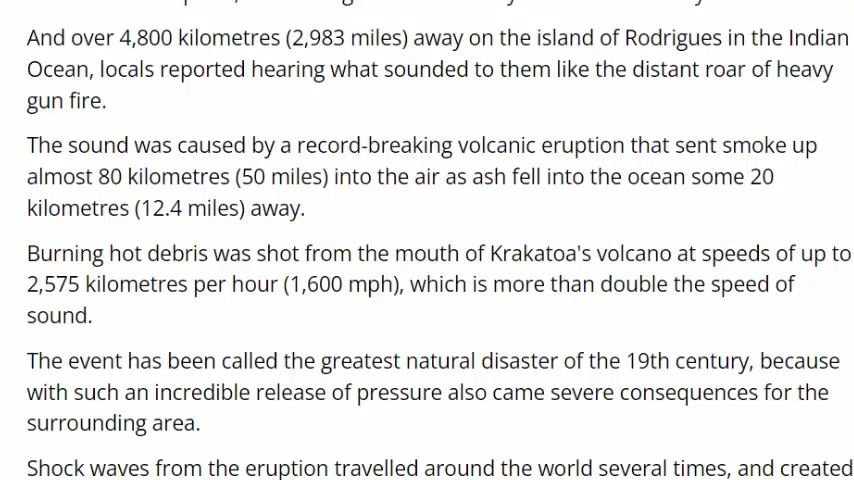 And over 4,800 kilometres (2,983 miles) away on the island of Rodrigues in the Indian
Ocean, locals reported hearing what sounded to them like the distant roar of heavy
gun fire.
The sound was caused by a record-breaking volcanic eruption that sent smoke up
almost 80 kilometres (50 miles) into the air as ash fell into the ocean some 20
kilometres (12.4 miles) away.
Burning hot debris was shot from the mouth of Krakatoa's volcano at speeds of up to
2,575 kilometres per hour (1,600 mph), which is more than double the speed of
sound.
The event has been called the greatest natural disaster of the 19th century, because
with such an incredible release of pressure also came severe consequences for the
surrounding area.
Shock waves from the eruption travelled around the world several times, and created